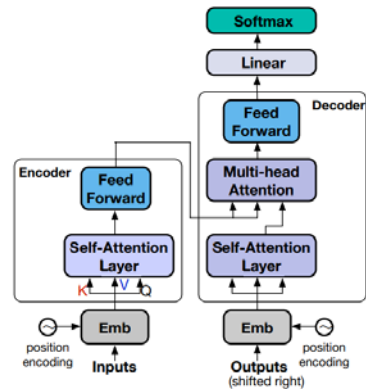 Softmax
Linear
Decoder
Feed
Forward
Multi-head
Attention
Self-Attention
Layer
Emb
position
encoding
Outputs
(shifted right)
Encoder
Feed
Forward
Self-Attention
Layer
K
V
Q
Emb
position
encoding
Inputs